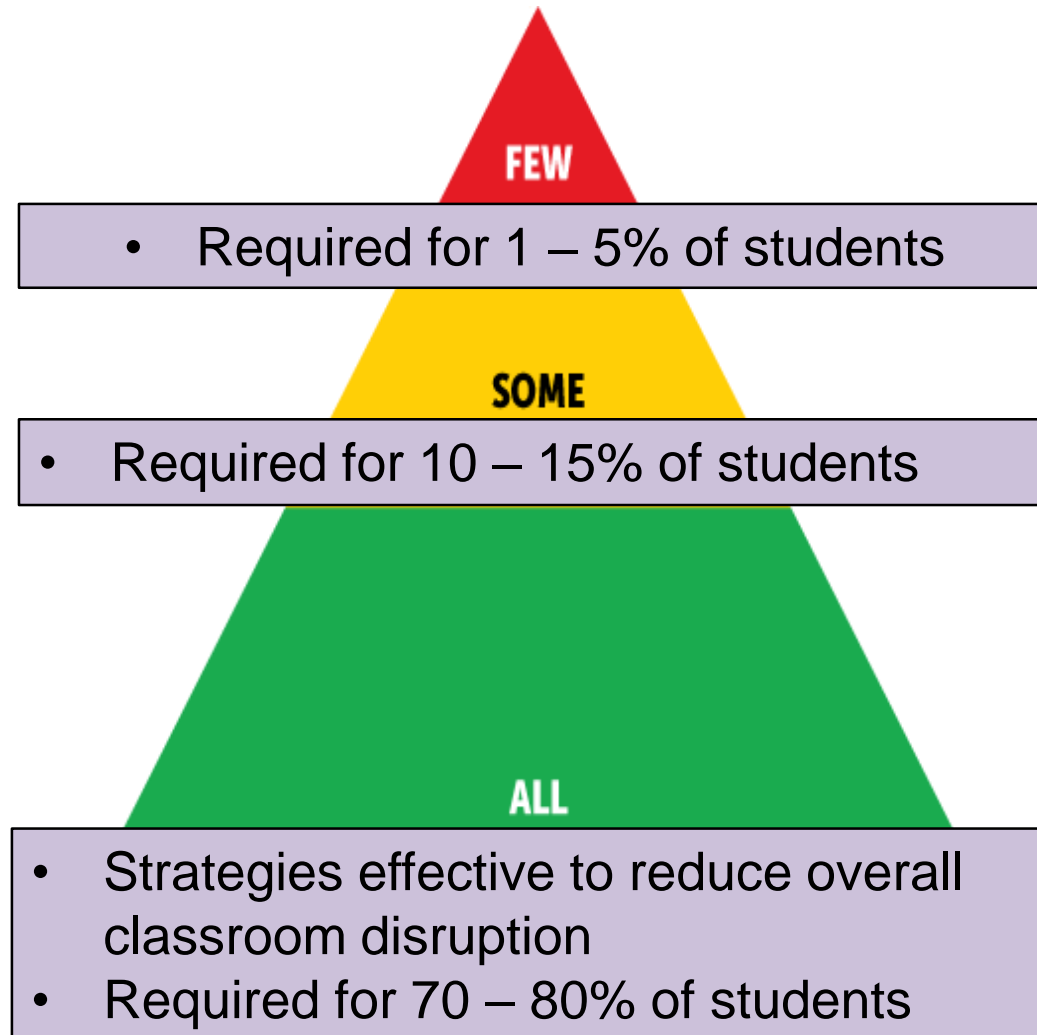 FEW
• Required for 1 – 5% of students
SOME
• Required for 10 – 15% of students
ALL
• Strategies effective to reduce overall
classroom disruption
• Required for 70 – 80% of students